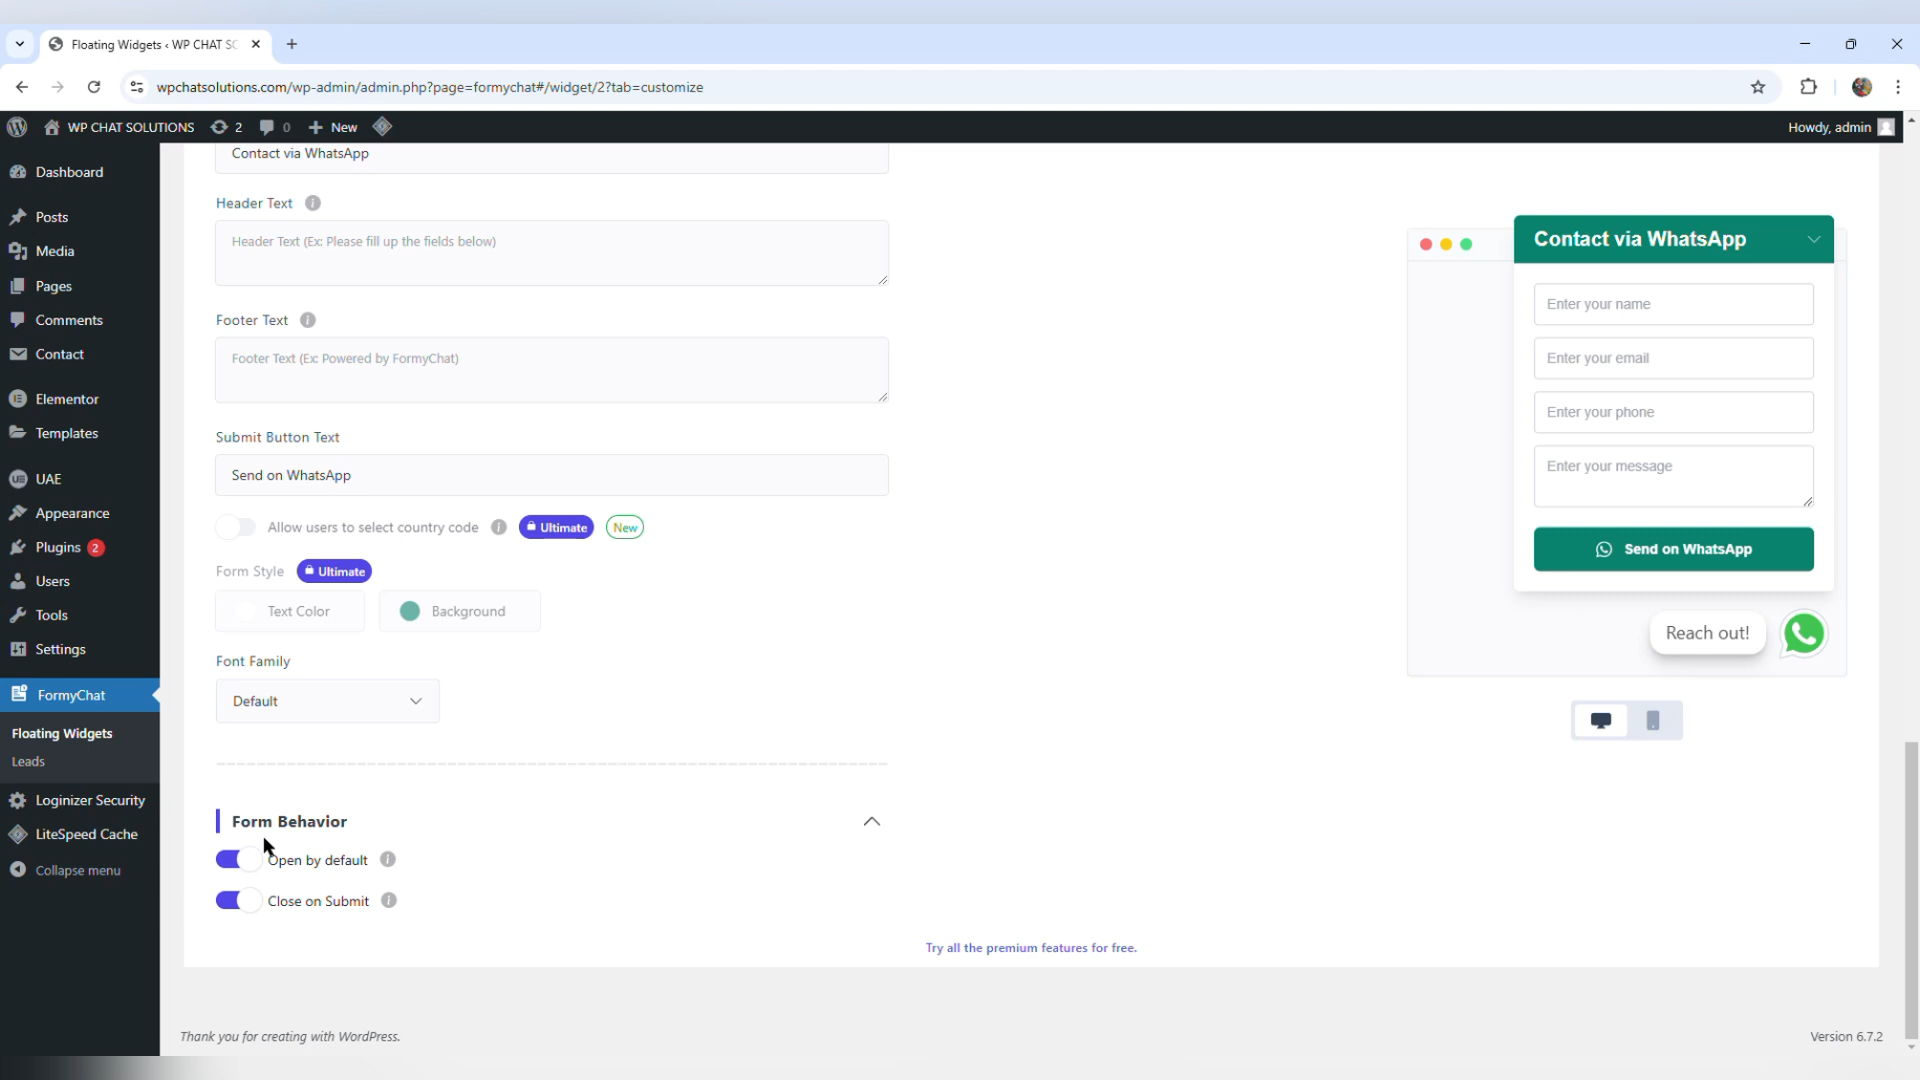 Floating Widgets ‹ WP CHAT SC
wpchatsolutions.com/wp-admin/admin.php?page=formychat#/widget/2?tab=customize
WP CHAT SOLUTIONS 2 0 New
Howdy, admin
Dashboard
Posts
Media
Pages
Comments
Contact
Elementor
Templates
UAE
Appearance
Plugins 2
Users
Tools
Settings
FormyChat
Floating Widgets
Leads
Loginizer Security
LiteSpeed Cache
Collapse menu
Contact via WhatsApp
Header Text
Header Text (Ex: Please fill up the fields below)
Footer Text
Footer Text (Ex: Powered by FormyChat)
Submit Button Text
Send on WhatsApp
Allow users to select country code Ultimate New
Form Style Ultimate
Text Color Background
Font Family
Default
Form Behavior
Open by default
Close on Submit
Try all the premium features for free.
Contact via WhatsApp
Enter your name
Enter your email
Enter your phone
Enter your message
Send on WhatsApp
Reach out!
Thank you for creating with WordPress.
Version 6.7.2